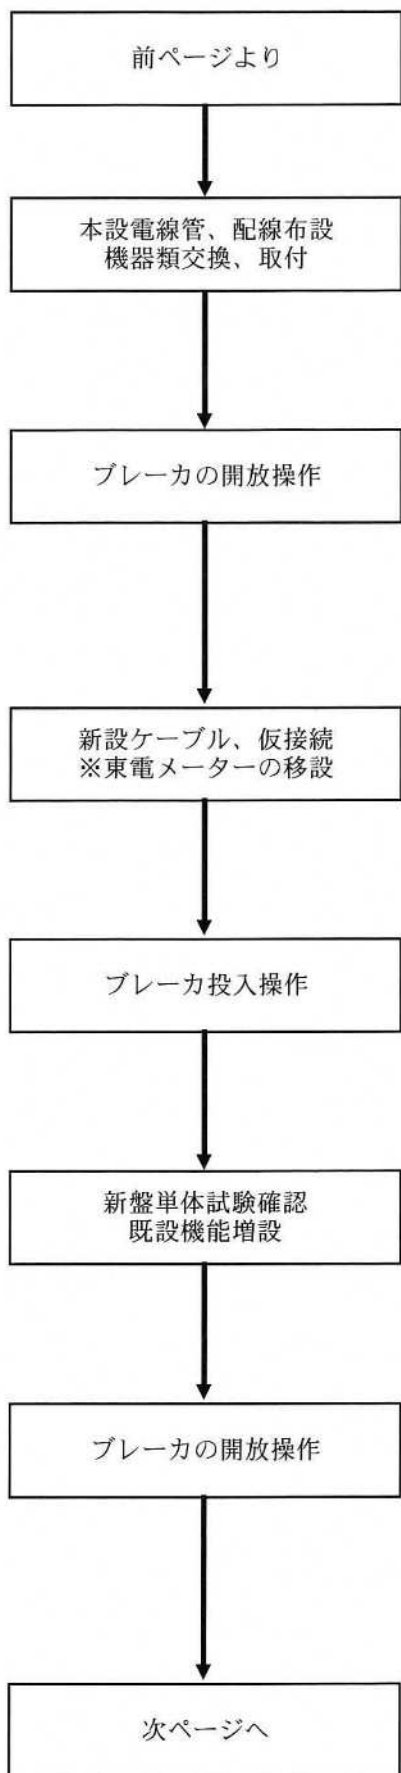 前ページより
本設電線管、配線布設
機器類交換、取付
ブレーカの開放操作
新設ケーブル、仮接続
※東電メーターの移設
ブレーカ投入操作
新盤単体試験確認
既設機能増設
ブレーカの開放操作
次ページへ